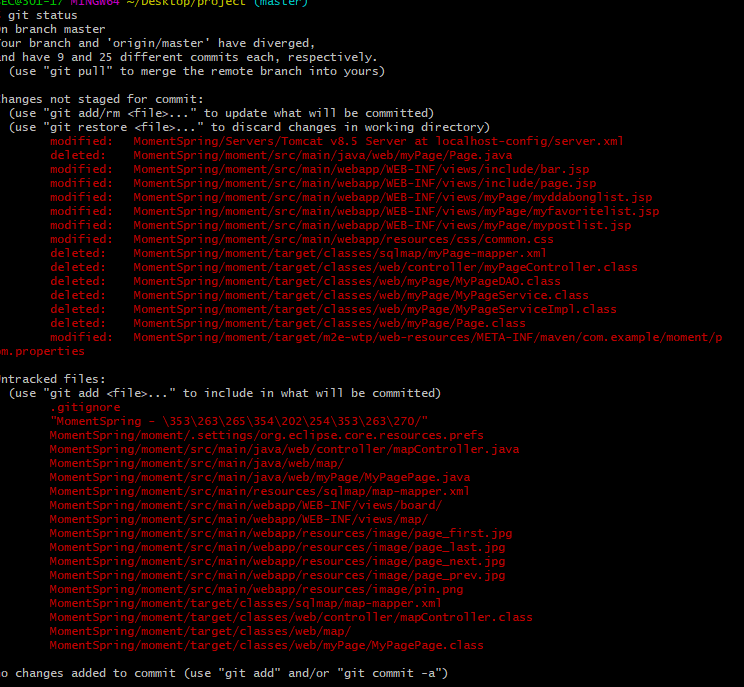 MINGW64 ~/Desktop/project (master)
git status
On branch master
Your branch and 'origin/master' have diverged,
and have 9 and 25 different commits each, respectively.
(use "git pull" to merge the remote branch into yours)
Changes not staged for commit:
(use "git add/rm <file>..." to update what will be committed)
(use "git restore <file>..." to discard changes in working directory)
modified: MomentSpring/Servers/Tomcat v8.5 Server at localhost-config/server.xml
deleted: MomentSpring/moment/src/main/java/web/myPage/Page.java
modified: MomentSpring/moment/src/main/webapp/WEB-INF/views/include/bar.jsp
modified: MomentSpring/moment/src/main/webapp/WEB-INF/views/include/page.jsp
modified: MomentSpring/moment/src/main/webapp/WEB-INF/views/myPage/myddabonglist.jsp
modified: MomentSpring/moment/src/main/webapp/WEB-INF/views/myPage/myfavoritelist.jsp
modified: MomentSpring/moment/src/main/webapp/WEB-INF/views/myPage/mypostlist.jsp
modified: MomentSpring/moment/src/main/webapp/resources/css/common.css
deleted: MomentSpring/moment/target/classes/sqlmap/myPage-mapper.xml
deleted: MomentSpring/moment/target/classes/web/controller/myPageController.class
deleted: MomentSpring/moment/target/classes/web/myPage/MyPageDAO.class
deleted: MomentSpring/moment/target/classes/web/myPage/MyPageService.class
deleted: MomentSpring/moment/target/classes/web/myPage/MyPageServiceImpl.class
deleted: MomentSpring/moment/target/classes/web/myPage/Page.class
modified: MomentSpring/moment/target/m2e-wtp/web-resources/META-INF/maven/com.example/moment/p
om.properties
Untracked files:
(use "git add <file>..." to include in what will be committed)
.gitignore
"MomentSpring - \353\263\265\354\202\254\353\263\270/"
MomentSpring/moment/.settings/org.eclipse.core.resources.prefs
MomentSpring/moment/src/main/java/web/controller/mapController.java
MomentSpring/moment/src/main/java/web/map/
MomentSpring/moment/src/main/java/web/myPage/MyPagePage.java
MomentSpring/moment/src/main/resources/sqlmap/map-mapper.xml
MomentSpring/moment/src/main/webapp/WEB-INF/views/board/
MomentSpring/moment/src/main/webapp/WEB-INF/views/map/
MomentSpring/moment/src/main/webapp/resources/image/page_first.jpg
MomentSpring/moment/src/main/webapp/resources/image/page_last.jpg
MomentSpring/moment/src/main/webapp/resources/image/page_next.jpg
MomentSpring/moment/src/main/webapp/resources/image/page_prev.jpg
MomentSpring/moment/src/main/webapp/resources/image/pin.png
MomentSpring/moment/target/classes/sqlmap/map-mapper.xml
MomentSpring/moment/target/classes/web/controller/mapController.class
MomentSpring/moment/target/classes/web/map/
MomentSpring/moment/target/classes/web/myPage/MyPagePage.class
no changes added to commit (use "git add" and/or "git commit -a")